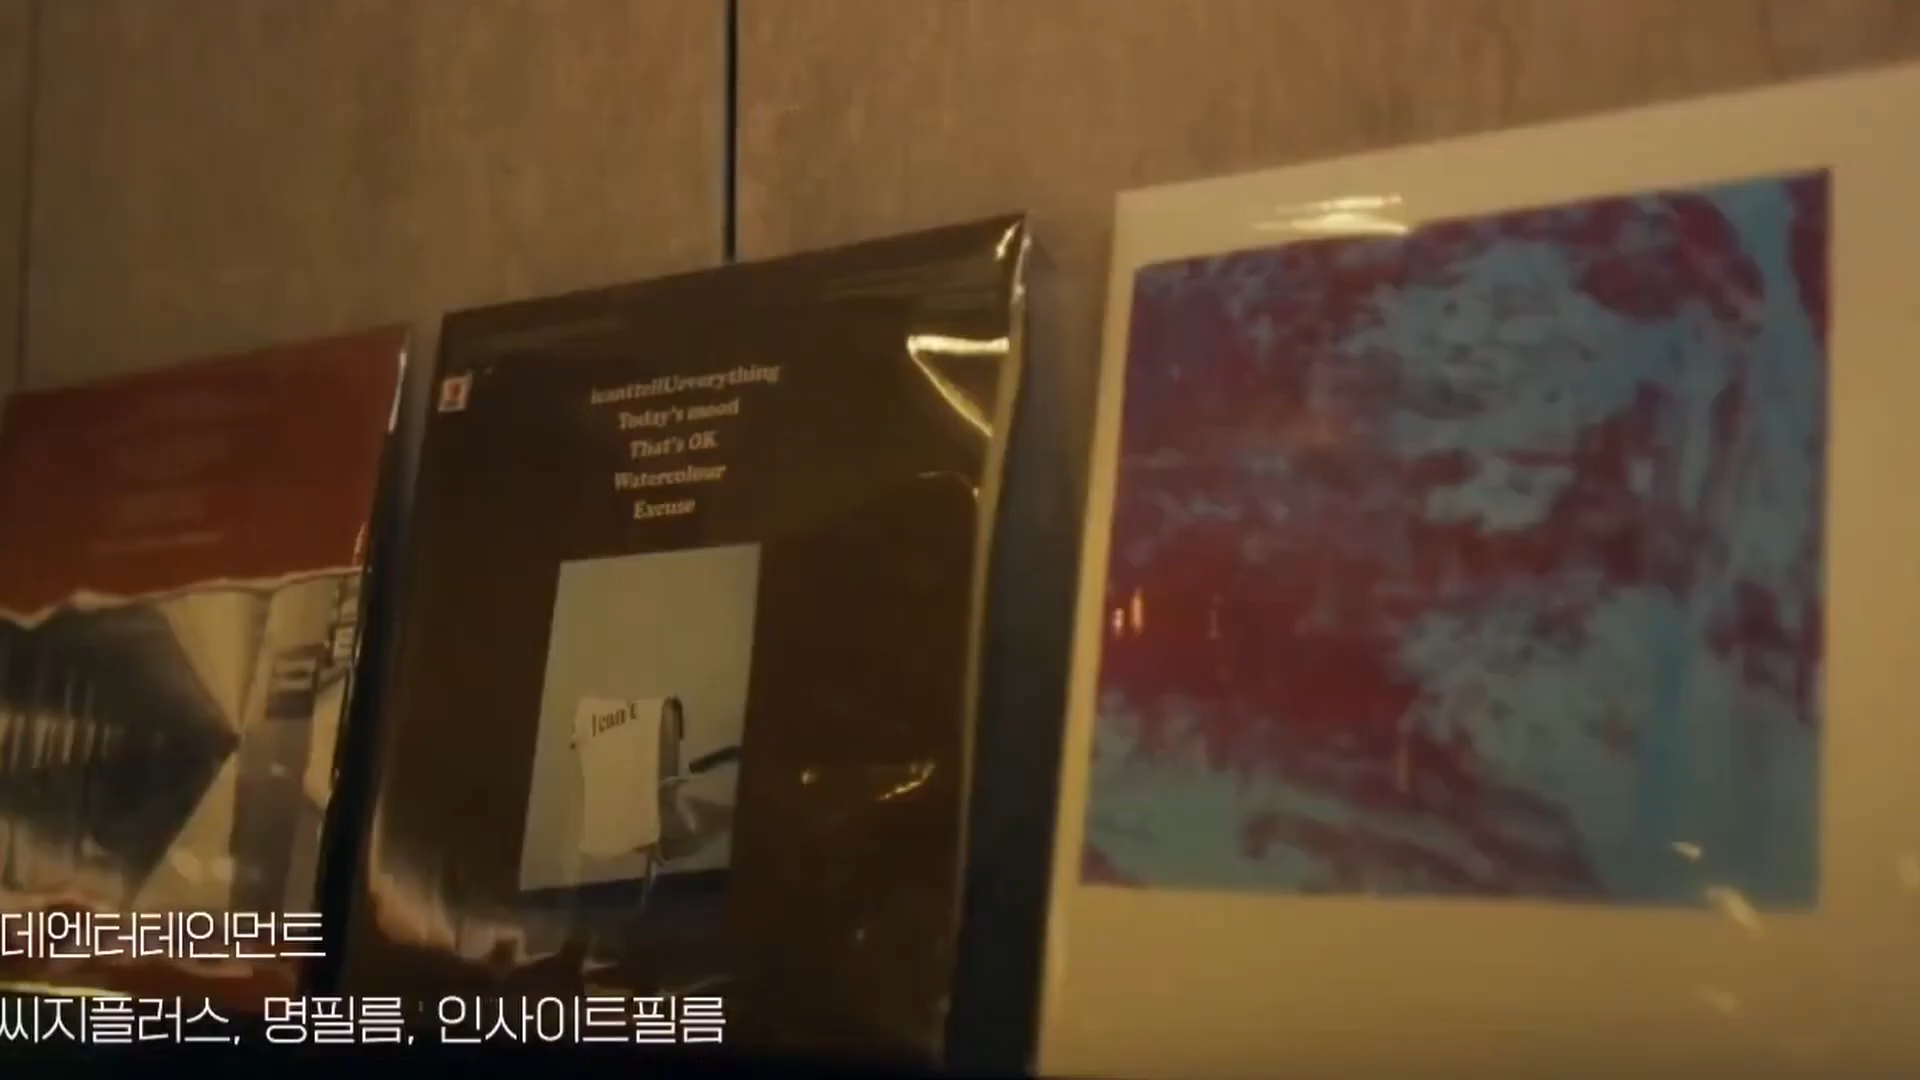 icanttellUeverything
Today's mood
That's OK
Watercolour
Excuse
I can't
데엔터테인먼트
씨지플러스, 명필름, 인사이트필름